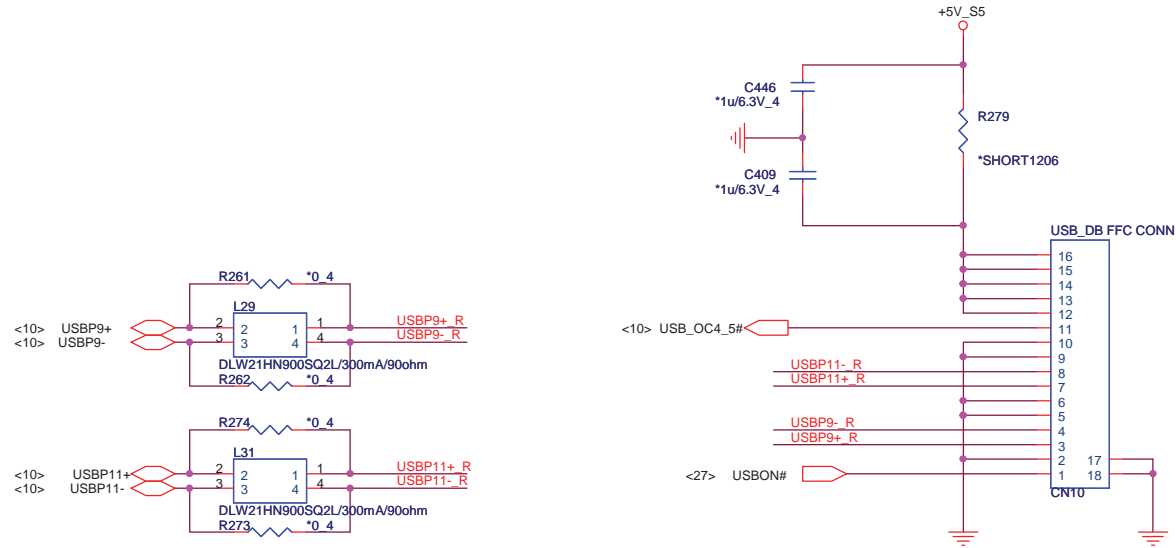 +5V_S5
C446
*1u/6.3V_4
R279
*SHORT1206
C409
*1u/6.3V_4
USB_DB FFC CONN
16
15
14
13
12
<10> USB_OC4_5# 11
10
9
USBP11-_R 8
USBP11+_R 7
6
5
USBP9-_R 4
USBP9+_R 3
2 17
<27> USBON# 1 18
CN10
R261 *0_4
L29
<10> USBP9+ 2 2 1 1 USBP9+_R
<10> USBP9- 3 3 4 4 USBP9-_R
DLW21HN900SQ2L/300mA/90ohm
R262 *0_4
R274 *0_4
L31
<10> USBP11+ 2 2 1 1 USBP11+_R
<10> USBP11- 3 3 4 4 USBP11-_R
DLW21HN900SQ2L/300mA/90ohm
R273 *0_4